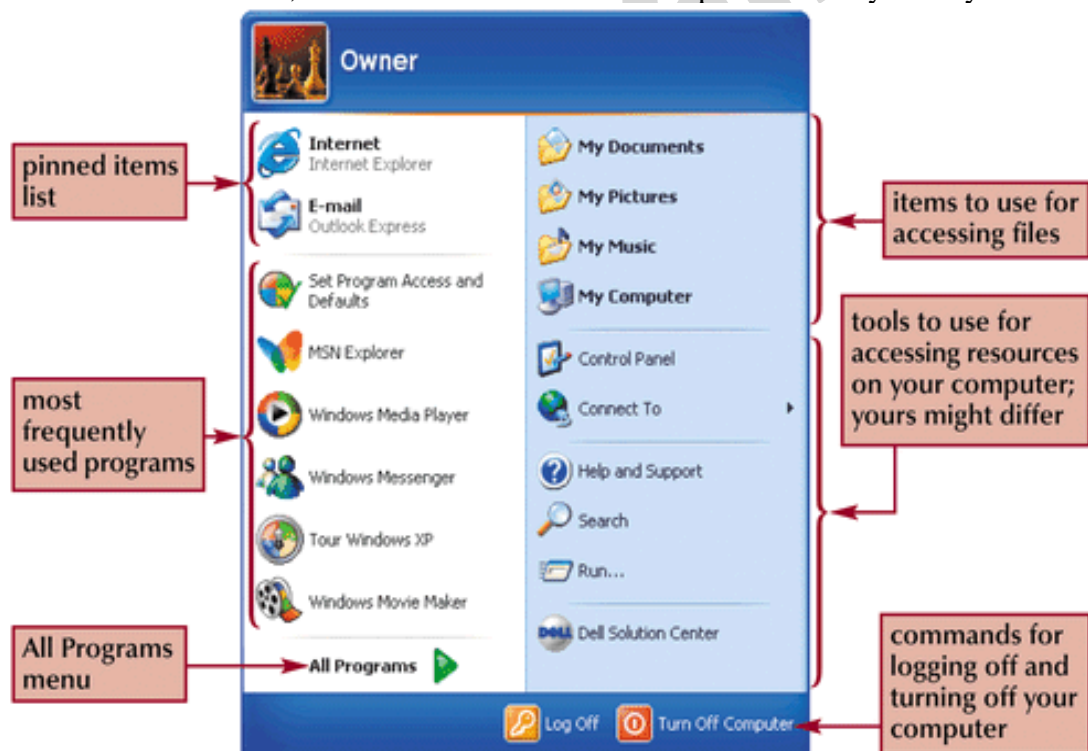 Owner
pinned items
list
Internet
Internet Explorer
E-mail
Outlook Express
most
frequently
used programs
Set Program Access and
Defaults
MSN Explorer
Windows Media Player
Windows Messenger
Tour Windows XP
Windows Movie Maker
All Programs
menu
All Programs
My Documents
My Pictures
My Music
My Computer
items to use for
accessing files
Control Panel
Connect To
Help and Support
Search
Run...
DELL Dell Solution Center
tools to use for
accessing resources
on your computer;
yours might differ
Log Off
Turn Off Computer
commands for
logging off and
turning off your
computer